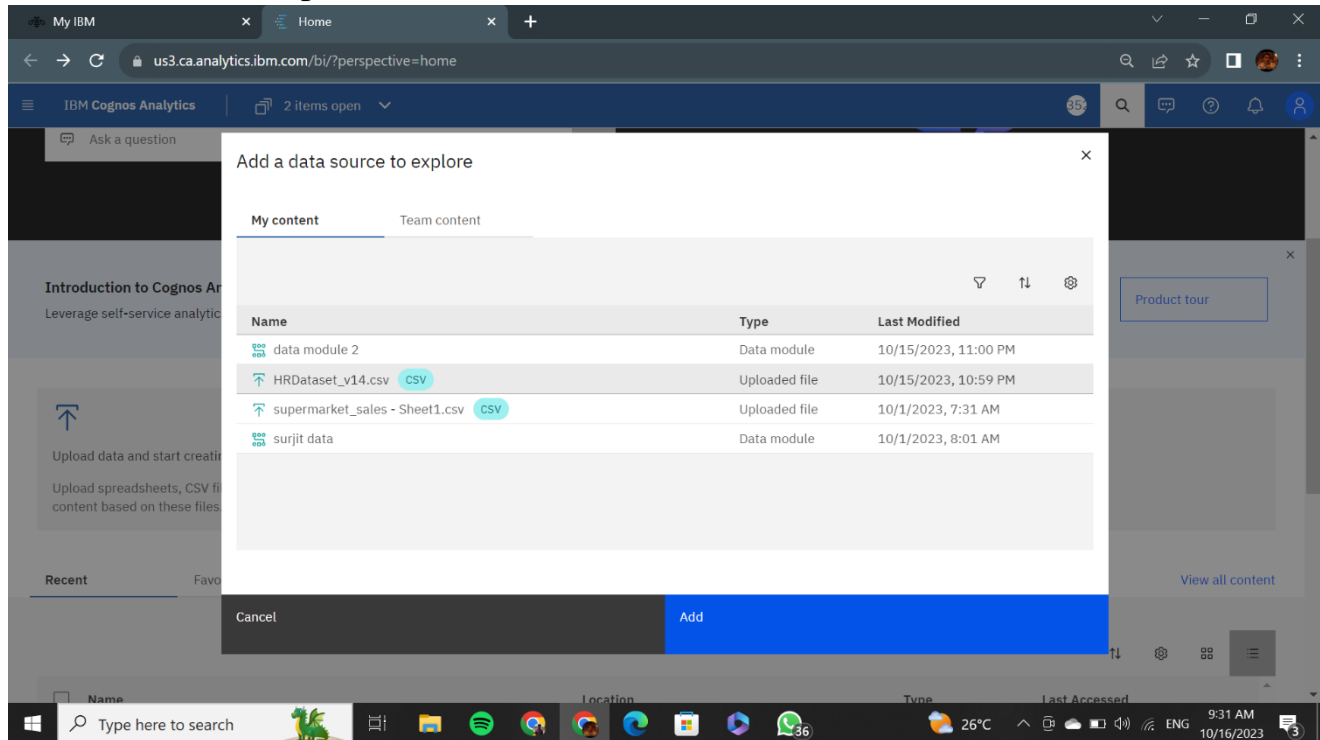 My IBM
Home
us3.ca.analytics.ibm.com/bi/?perspective=home
IBM Cognos Analytics
2 items open
Ask a question
Add a data source to explore
My content
Team content
Introduction to Cognos An
Leverage self-service analytic
Product tour
Name Type Last Modified
data module 2 Data module 10/15/2023, 11:00 PM
HRDataset_v14.csv CSV Uploaded file 10/15/2023, 10:59 PM
supermarket_sales - Sheet1.csv CSV Uploaded file 10/1/2023, 7:31 AM
surjit data Data module 10/1/2023, 8:01 AM
Upload data and start creatin
Upload spreadsheets, CSV fil
content based on these files.
Recent
Favo
View all content
Cancel
Add
Name Location Type Last Accessed
Type here to search
36
26°C
ENG
9:31 AM
10/16/2023
3